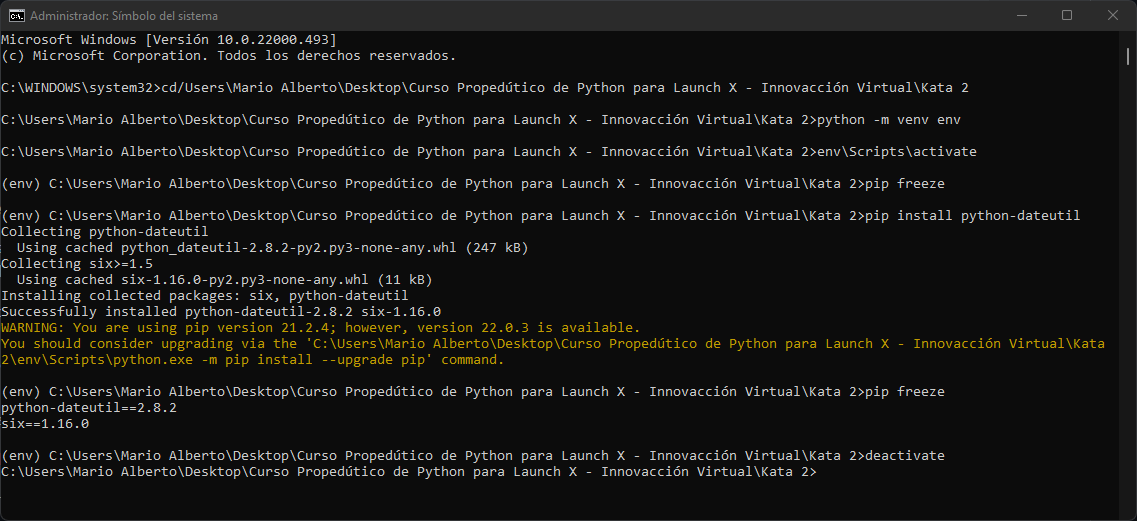 Administrador: Símbolo del sistema
Microsoft Windows [Versión 10.0.22000.493]
(c) Microsoft Corporation. Todos los derechos reservados.
C:\WINDOWS\system32>cd/Users\Mario Alberto\Desktop\Curso Propedútico de Python para Launch X - Innovacción Virtual\Kata 2
C:\Users\Mario Alberto\Desktop\Curso Propedútico de Python para Launch X - Innovacción Virtual\Kata 2>python -m venv env
C:\Users\Mario Alberto\Desktop\Curso Propedútico de Python para Launch X - Innovacción Virtual\Kata 2>env\Scripts\activate
(env) C:\Users\Mario Alberto\Desktop\Curso Propedútico de Python para Launch X - Innovacción Virtual\Kata 2>pip freeze
(env) C:\Users\Mario Alberto\Desktop\Curso Propedútico de Python para Launch X - Innovacción Virtual\Kata 2>pip install python-dateutil
Collecting python-dateutil
  Using cached python_dateutil-2.8.2-py2.py3-none-any.whl (247 kB)
Collecting six>=1.5
  Using cached six-1.16.0-py2.py3-none-any.whl (11 kB)
Installing collected packages: six, python-dateutil
Successfully installed python-dateutil-2.8.2 six-1.16.0
WARNING: You are using pip version 21.2.4; however, version 22.0.3 is available.
You should consider upgrading via the 'C:\Users\Mario Alberto\Desktop\Curso Propedútico de Python para Launch X - Innovacción Virtual\Kata
2\env\Scripts\python.exe -m pip install --upgrade pip' command.
(env) C:\Users\Mario Alberto\Desktop\Curso Propedútico de Python para Launch X - Innovacción Virtual\Kata 2>pip freeze
python-dateutil==2.8.2
six==1.16.0
(env) C:\Users\Mario Alberto\Desktop\Curso Propedútico de Python para Launch X - Innovacción Virtual\Kata 2>deactivate
C:\Users\Mario Alberto\Desktop\Curso Propedútico de Python para Launch X - Innovacción Virtual\Kata 2>